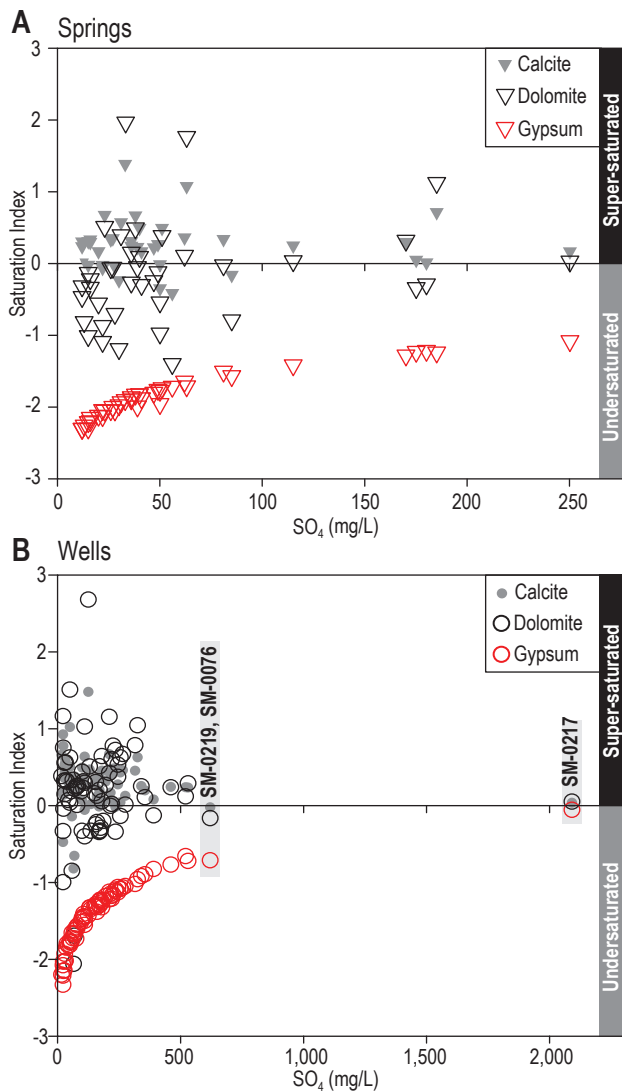 A Springs
3
2
1
0
-1
-2
-3
Saturation Index
Calcite
Dolomite
Gypsum
Super-saturated
Undersaturated
0 50 100 150 200 250
SO₄ (mg/L)
B Wells
3
2
1
0
-1
-2
-3
Saturation Index
Calcite
Dolomite
Gypsum
SM-0219, SM-0076
SM-0217
Super-saturated
Undersaturated
0 500 1,000 1,500 2,000
SO₄ (mg/L)